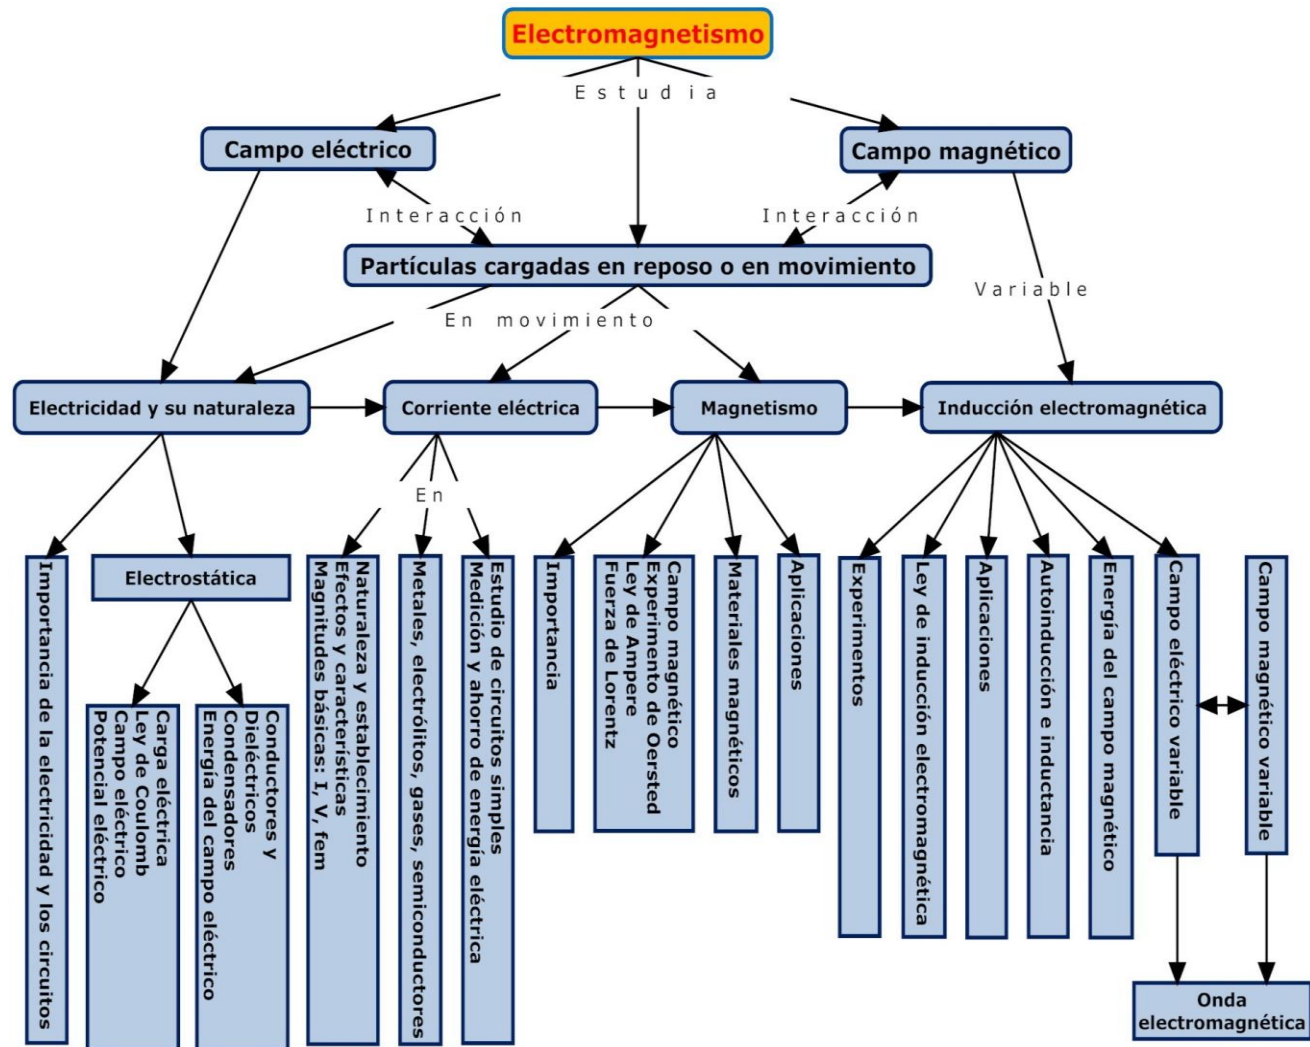 Electromagnetismo
Estudia
Campo eléctrico
Campo magnético
Interacción
Interacción
Partículas cargadas en reposo o en movimiento
Variable
En movimiento
Electricidad y su naturaleza
Corriente eléctrica
Magnetismo
Inducción electromagnética
En
Importancia de la electricidad y los circuitos
Electrostática
Carga eléctrica
Ley de Coulomb
Campo eléctrico
Potencial eléctrico
Conductores y
Dieléctricos
Condensadores
Energía del campo eléctrico
Naturaleza y establecimiento
Efectos y características
Magnitudes básicas: I, V, fem
Metales, electrólitos, gases, semiconductores
Estudio de circuitos simples
Medición y ahorro de energía eléctrica
Importancia
Campo magnético
Experimento de Oersted
Ley de Ampere
Fuerza de Lorentz
Materiales magnéticos
Aplicaciones
Experimentos
Ley de inducción electromagnética
Aplicaciones
Autoinducción e inductancia
Energía del campo magnético
Campo eléctrico variable
Campo magnético variable
Onda
electromagnética